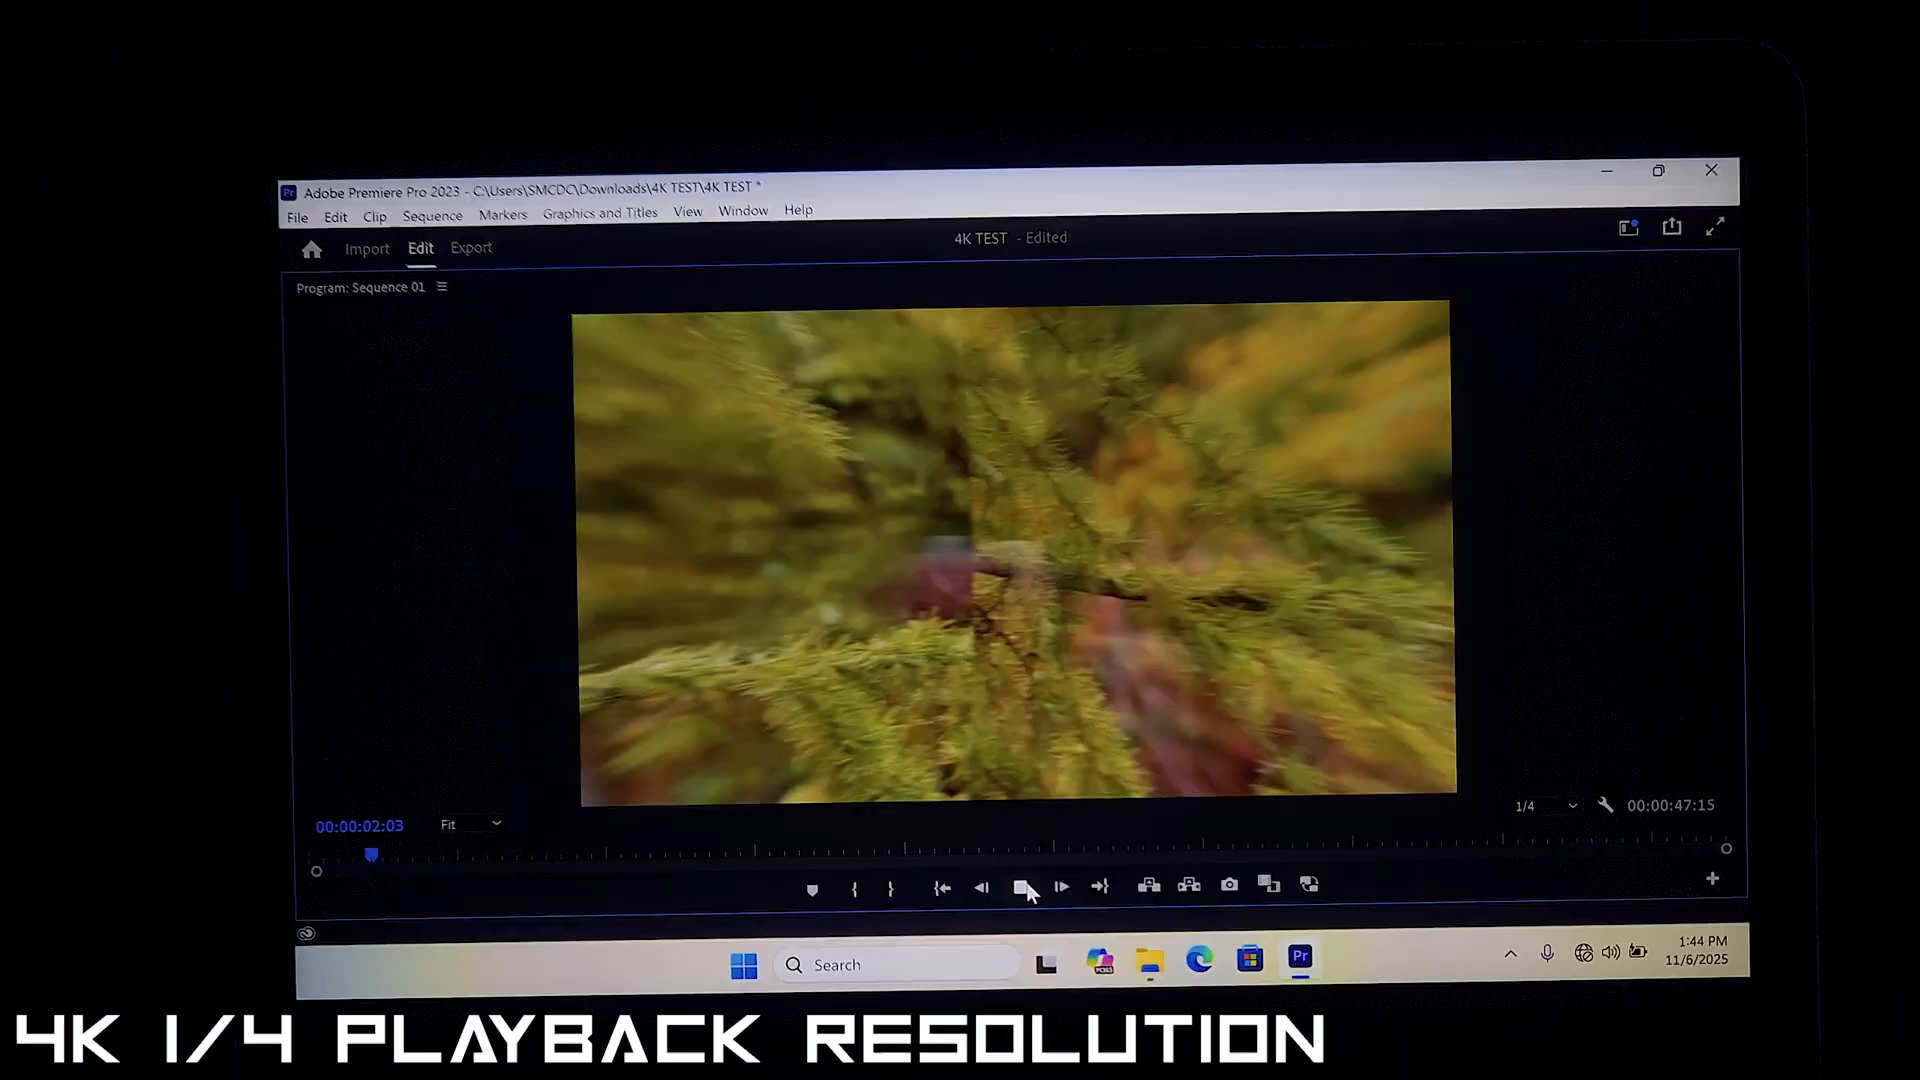 Adobe Premiere Pro 2023 - C:\Users\SMCDC\Downloads\4K TEST\4K TEST *
File Edit Clip Sequence Markers Graphics and Titles View Window Help
Import Edit Export
4K TEST - Edited
Program: Sequence 01
00:00:02:03
Fit
1/4
00:00:47:15
Search
1:44 PM
11/6/2025
4K 1/4 PLAYBACK RESOLUTION